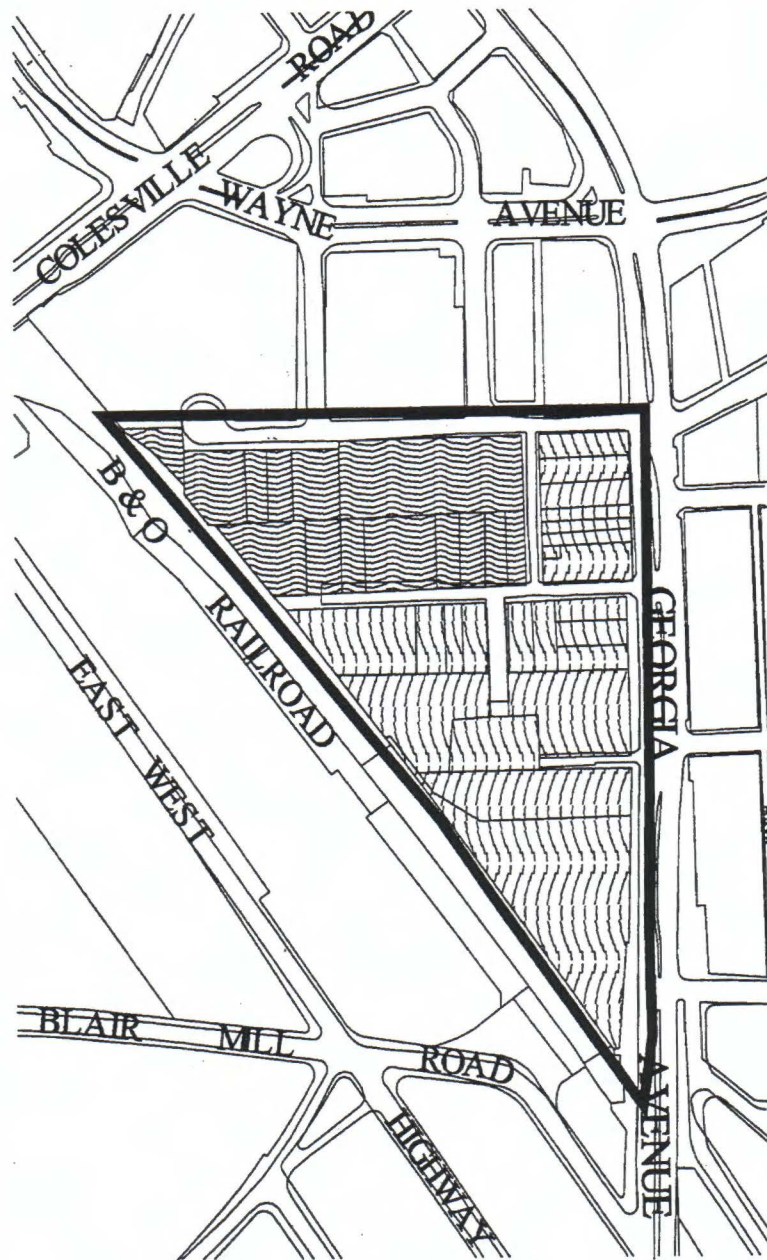 COLESVILLE ROAD
WAYNE AVENUE
B & O RAILROAD
GEORGIA AVENUE
EAST WEST HIGHWAY
BLAIR MILL ROAD